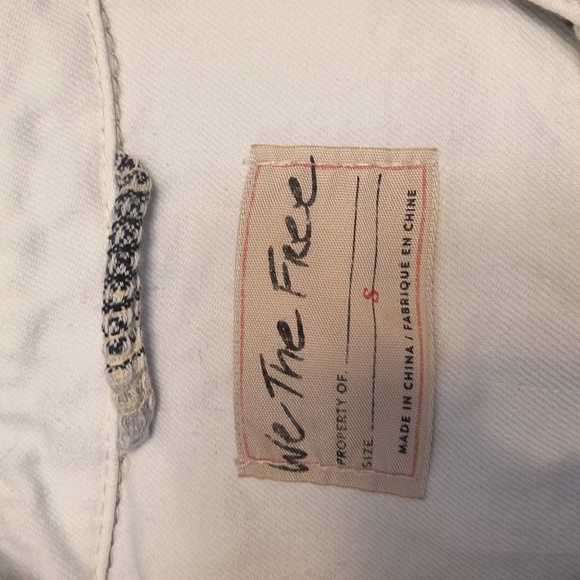 We The Free
PROPERTY OF
SIZE S
MADE IN CHINA / FABRIQUE EN CHINE